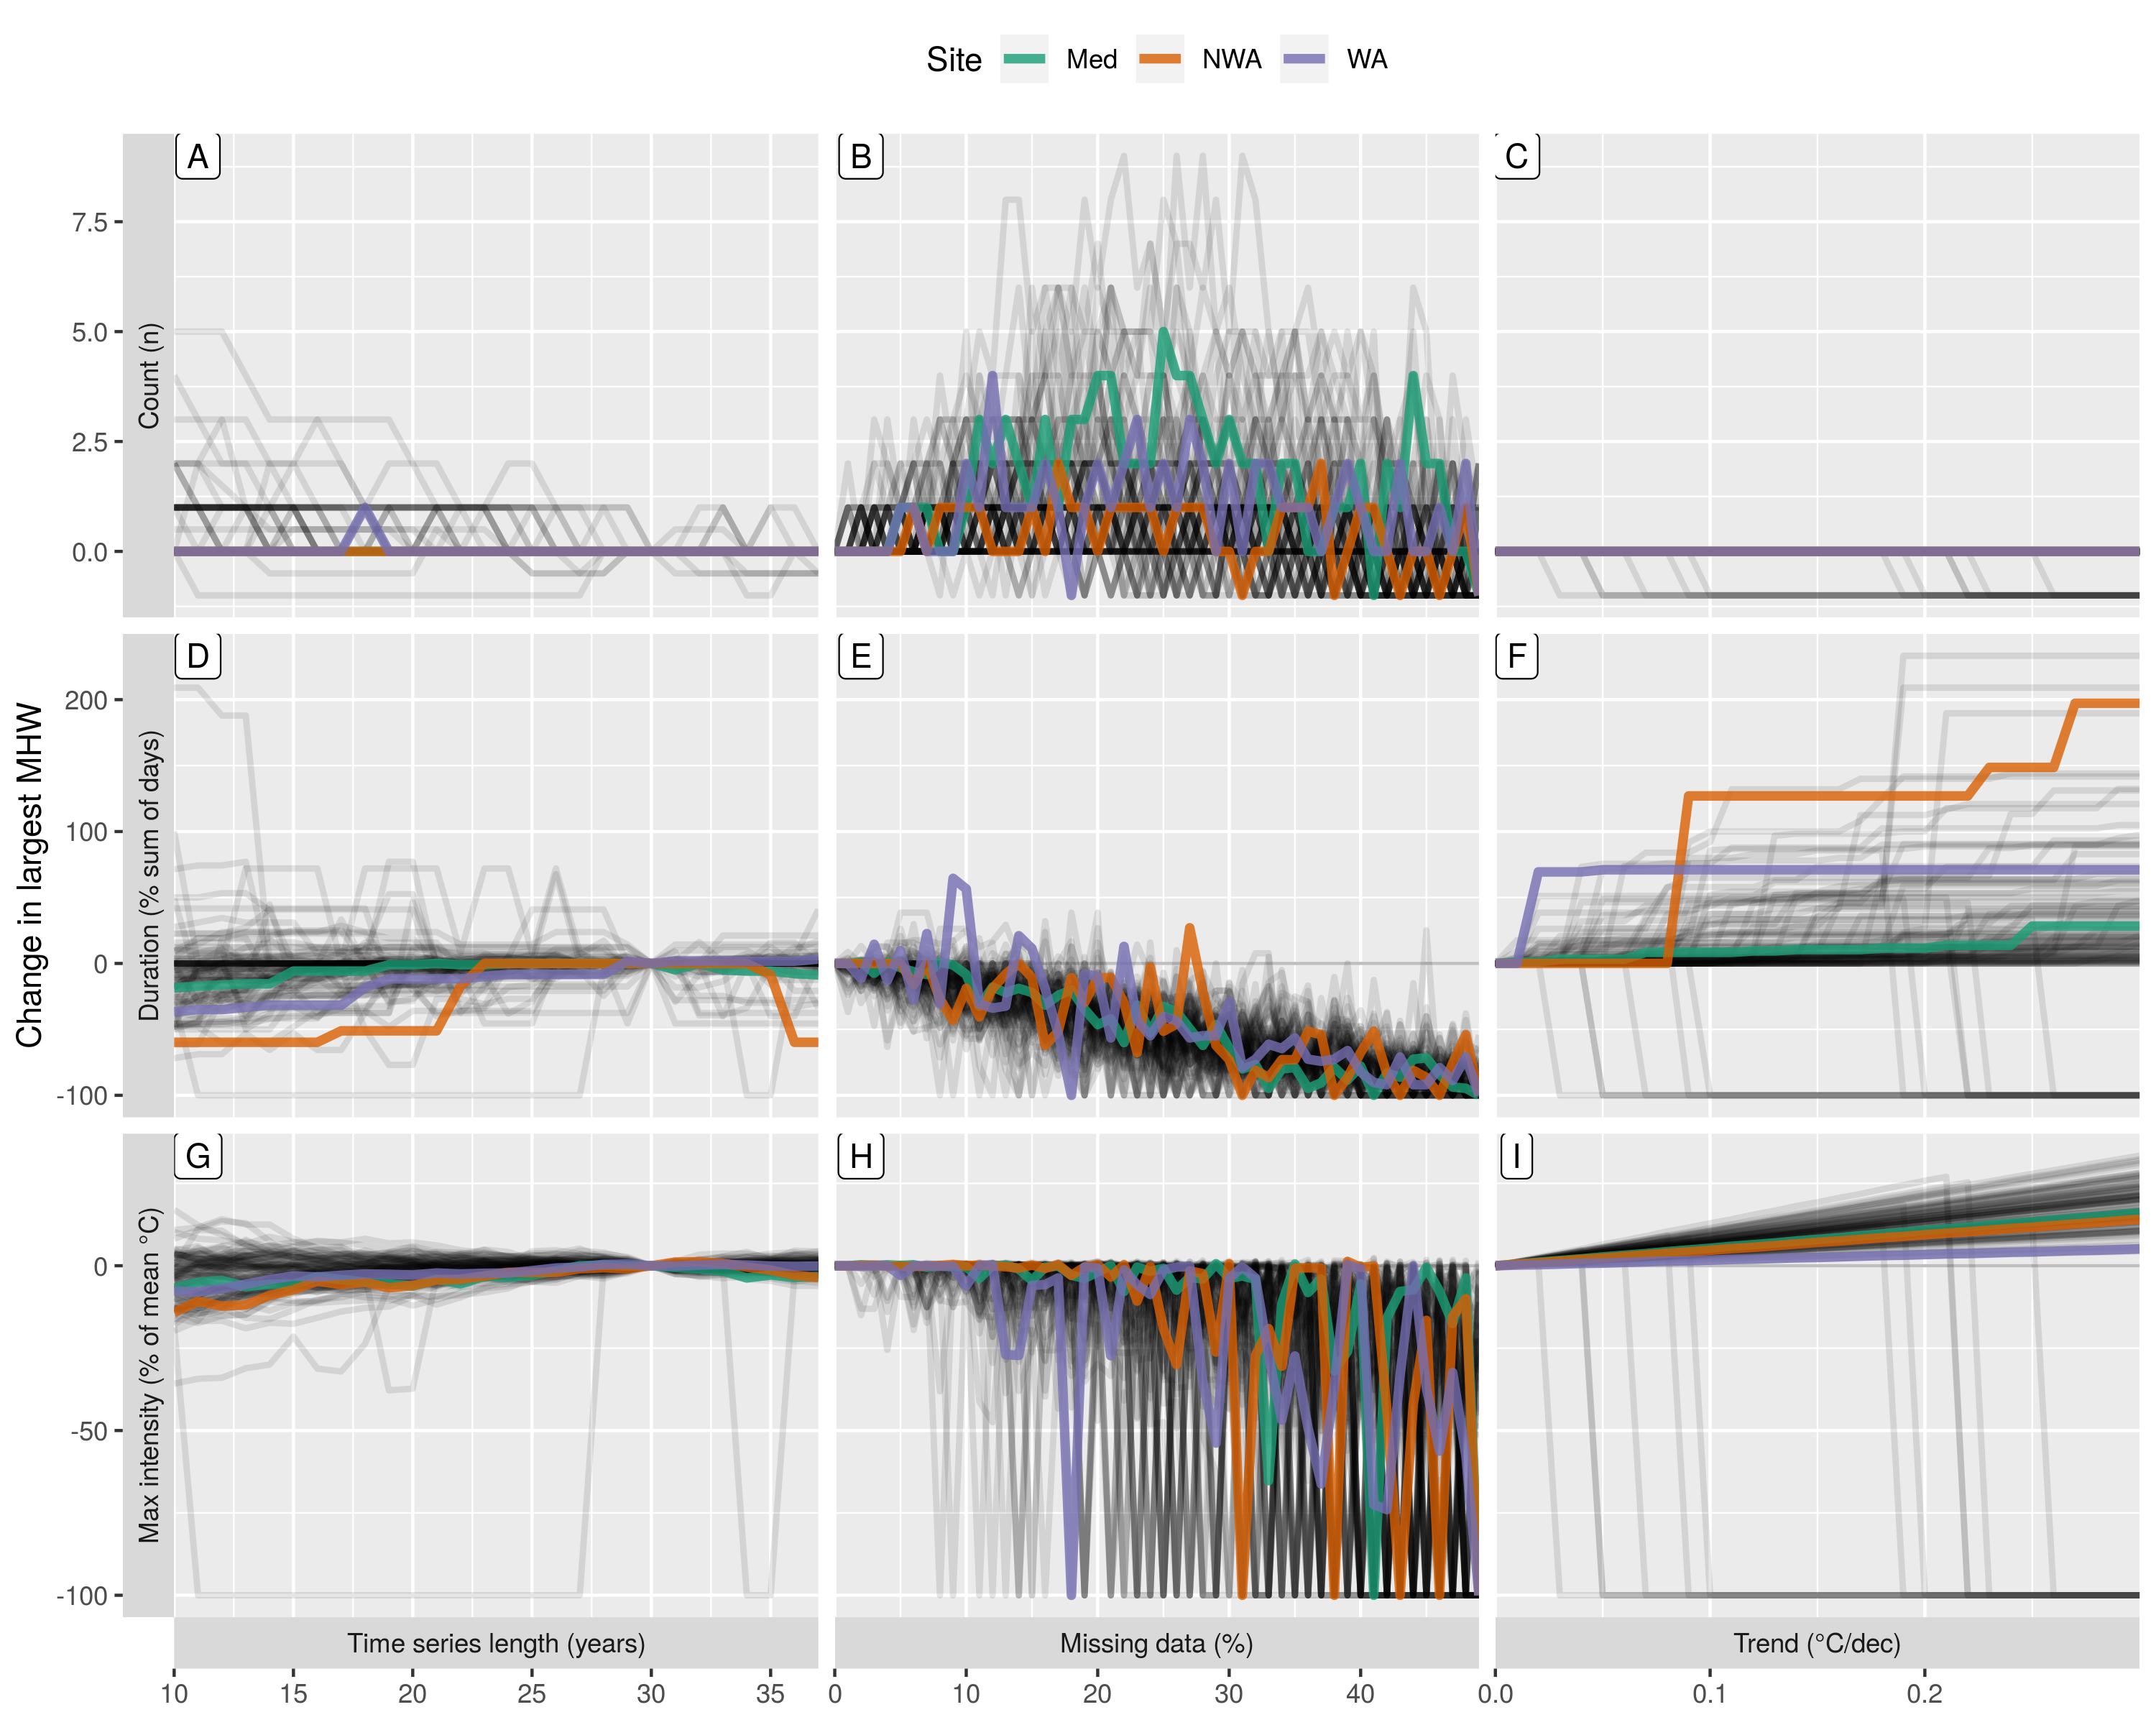 Site Med NWA WA
A B C
7.5
5.0
2.5
0.0
Count (n)
D E F
200
100
0
-100
Duration (% sum of days)
Change in largest MHW
G H I
0
-50
-100
Max intensity (% of mean °C)
Time series length (years) Missing data (%) Trend (°C/dec)
10 15 20 25 30 35 0 10 20 30 40 0.0 0.1 0.2